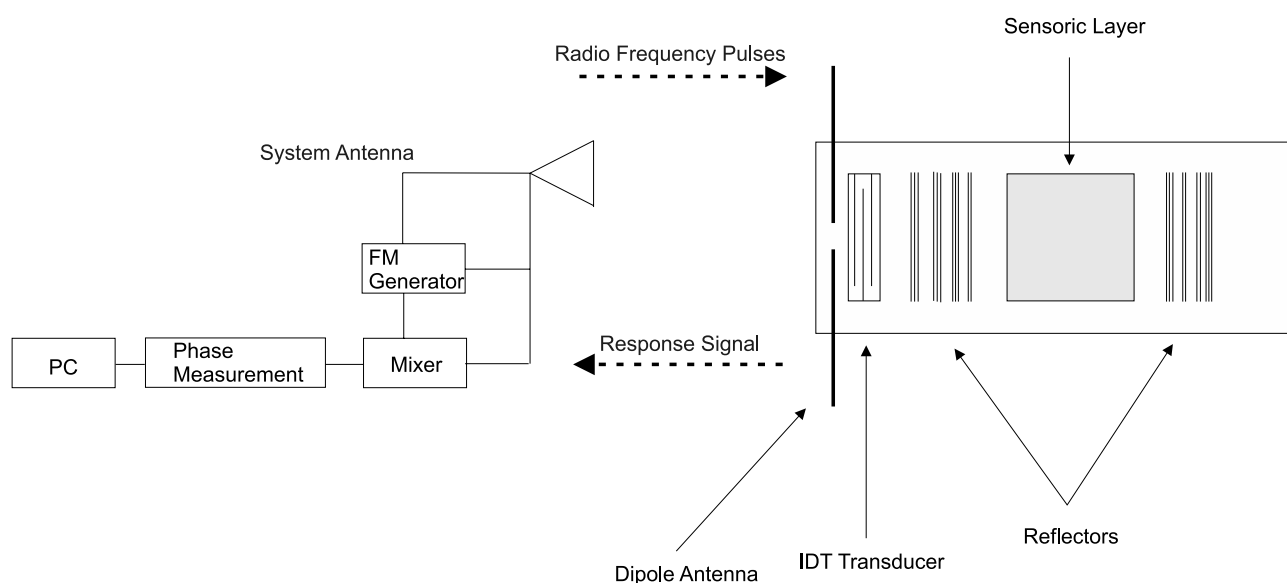 Sensoric Layer
Radio Frequency Pulses
System Antenna
FM
Generator
Response Signal
PC
Phase
Measurement
Mixer
Reflectors
IDT Transducer
Dipole Antenna